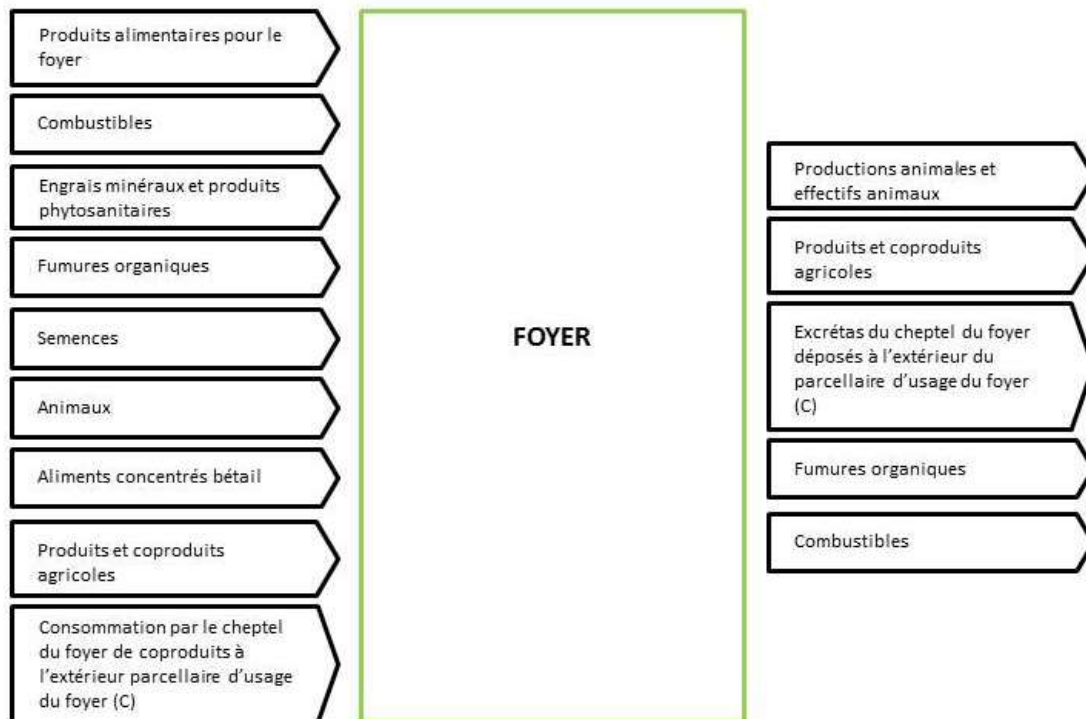 Produits alimentaires pour le
foyer
Combustibles
Engrais minéraux et produits
phytosanitaires
Fumures organiques
Semences
Animaux
Aliments concentrés bétail
Produits et coproduits
agricoles
Consommation par le cheptel
du foyer de coproduits à
l'extérieur parcellaire d'usage
du foyer (C)
FOYER
Productions animales et
effectifs animaux
Produits et coproduits
agricoles
Excrétas du cheptel du foyer
déposés à l'extérieur du
parcellaire d'usage du foyer
(C)
Fumures organiques
Combustibles